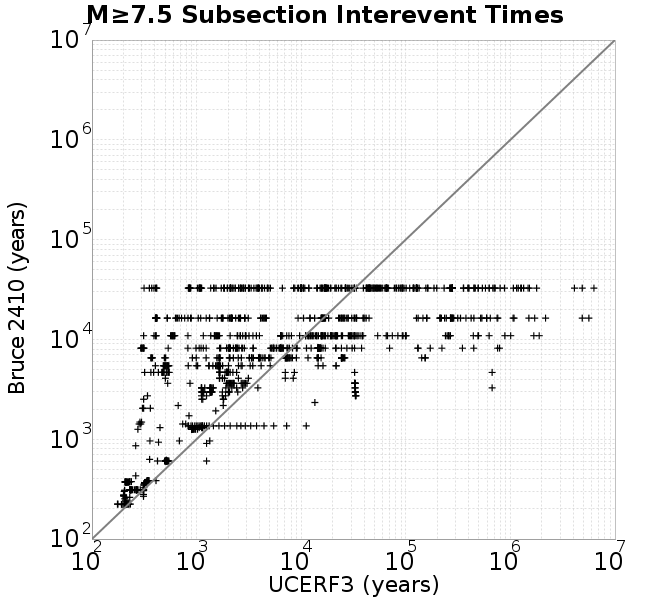 M≥7.5 Subsection Interevent Times
10^7
10^6
10^5
10^4
10^3
10^2
Bruce 2410 (years)
10^2 10^3 10^4 10^5 10^6 10^7
UCERF3 (years)